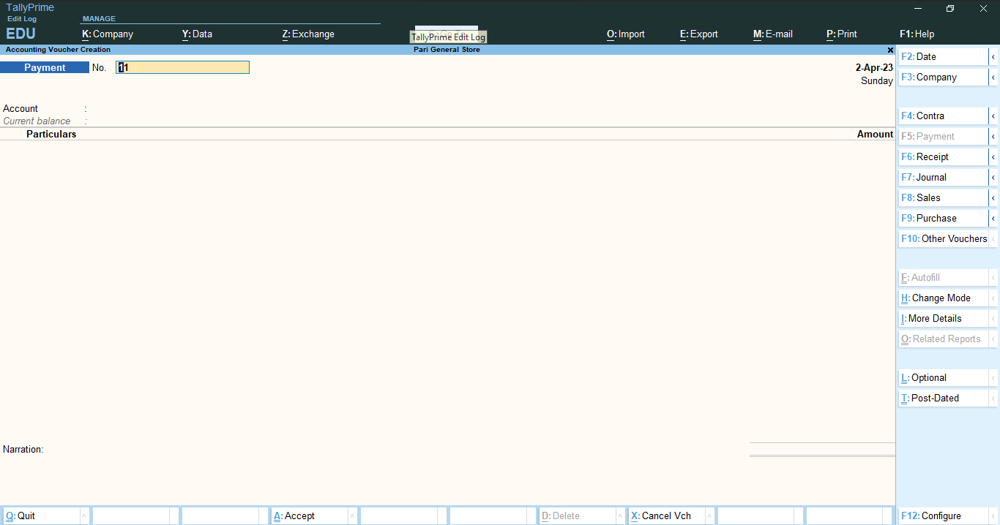 TallyPrime
Edit Log
MANAGE
EDU
K: Company
Y: Data
Z: Exchange
TallyPrime Edit Log
O: Import
E: Export
M: E-mail
P: Print
F1: Help
Accounting Voucher Creation
Pari General Store
Payment
No.
11
2-Apr-23
Sunday
Account :
Current balance :
Particulars
Amount
Narration:
F2: Date
F3: Company
F4: Contra
F5: Payment
F6: Receipt
F7: Journal
F8: Sales
F9: Purchase
F10: Other Vouchers
F: Autofill
H: Change Mode
I: More Details
O: Related Reports
L: Optional
T: Post-Dated
Q: Quit
A: Accept
D: Delete
X: Cancel Vch
F12: Configure